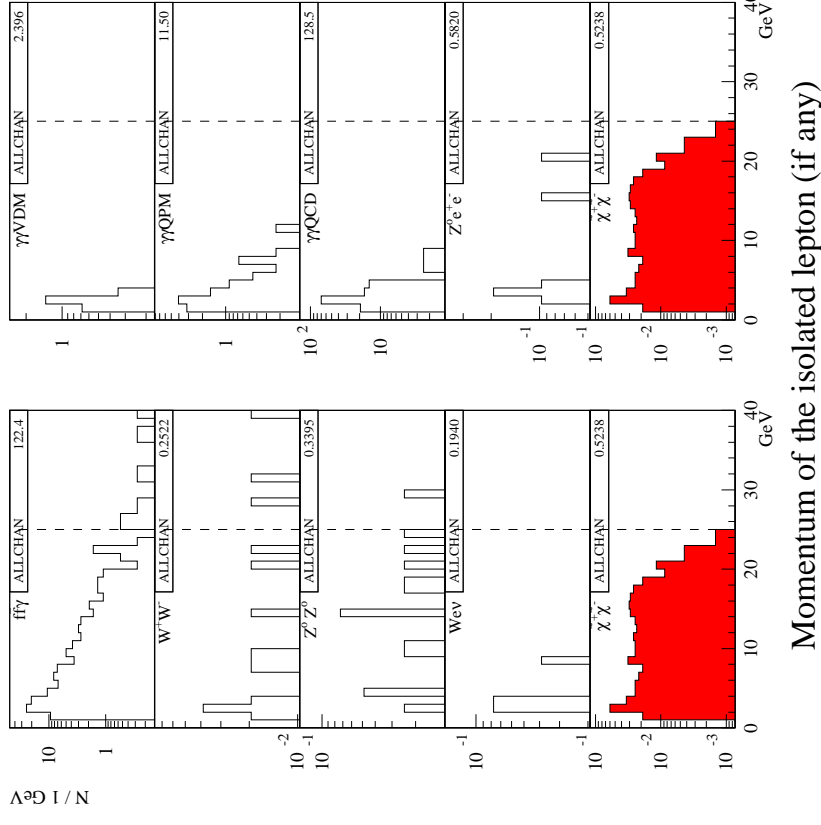 N / 1 GeV
ffγ
ALLCHAN
122.4
10
1
W⁺W⁻
ALLCHAN
0.2522
10⁻²
Z⁰ Z⁰
ALLCHAN
0.3395
10⁻¹
Weν
ALLCHAN
0.1940
10⁻¹
χ̃⁺χ̃⁻
ALLCHAN
0.5238
10⁻¹
10⁻²
10⁻³
0 10 20 30 40
GeV
γγVDM
ALLCHAN
2.396
1
γγQPM
ALLCHAN
11.50
1
γγQCD
ALLCHAN
128.5
10²
10
Z⁰e⁺e⁻
ALLCHAN
0.5820
10⁻¹
χ̃⁺χ̃⁻
ALLCHAN
0.5238
10⁻¹
10⁻²
10⁻³
0 10 20 30 40
GeV
Momentum of the isolated lepton (if any)